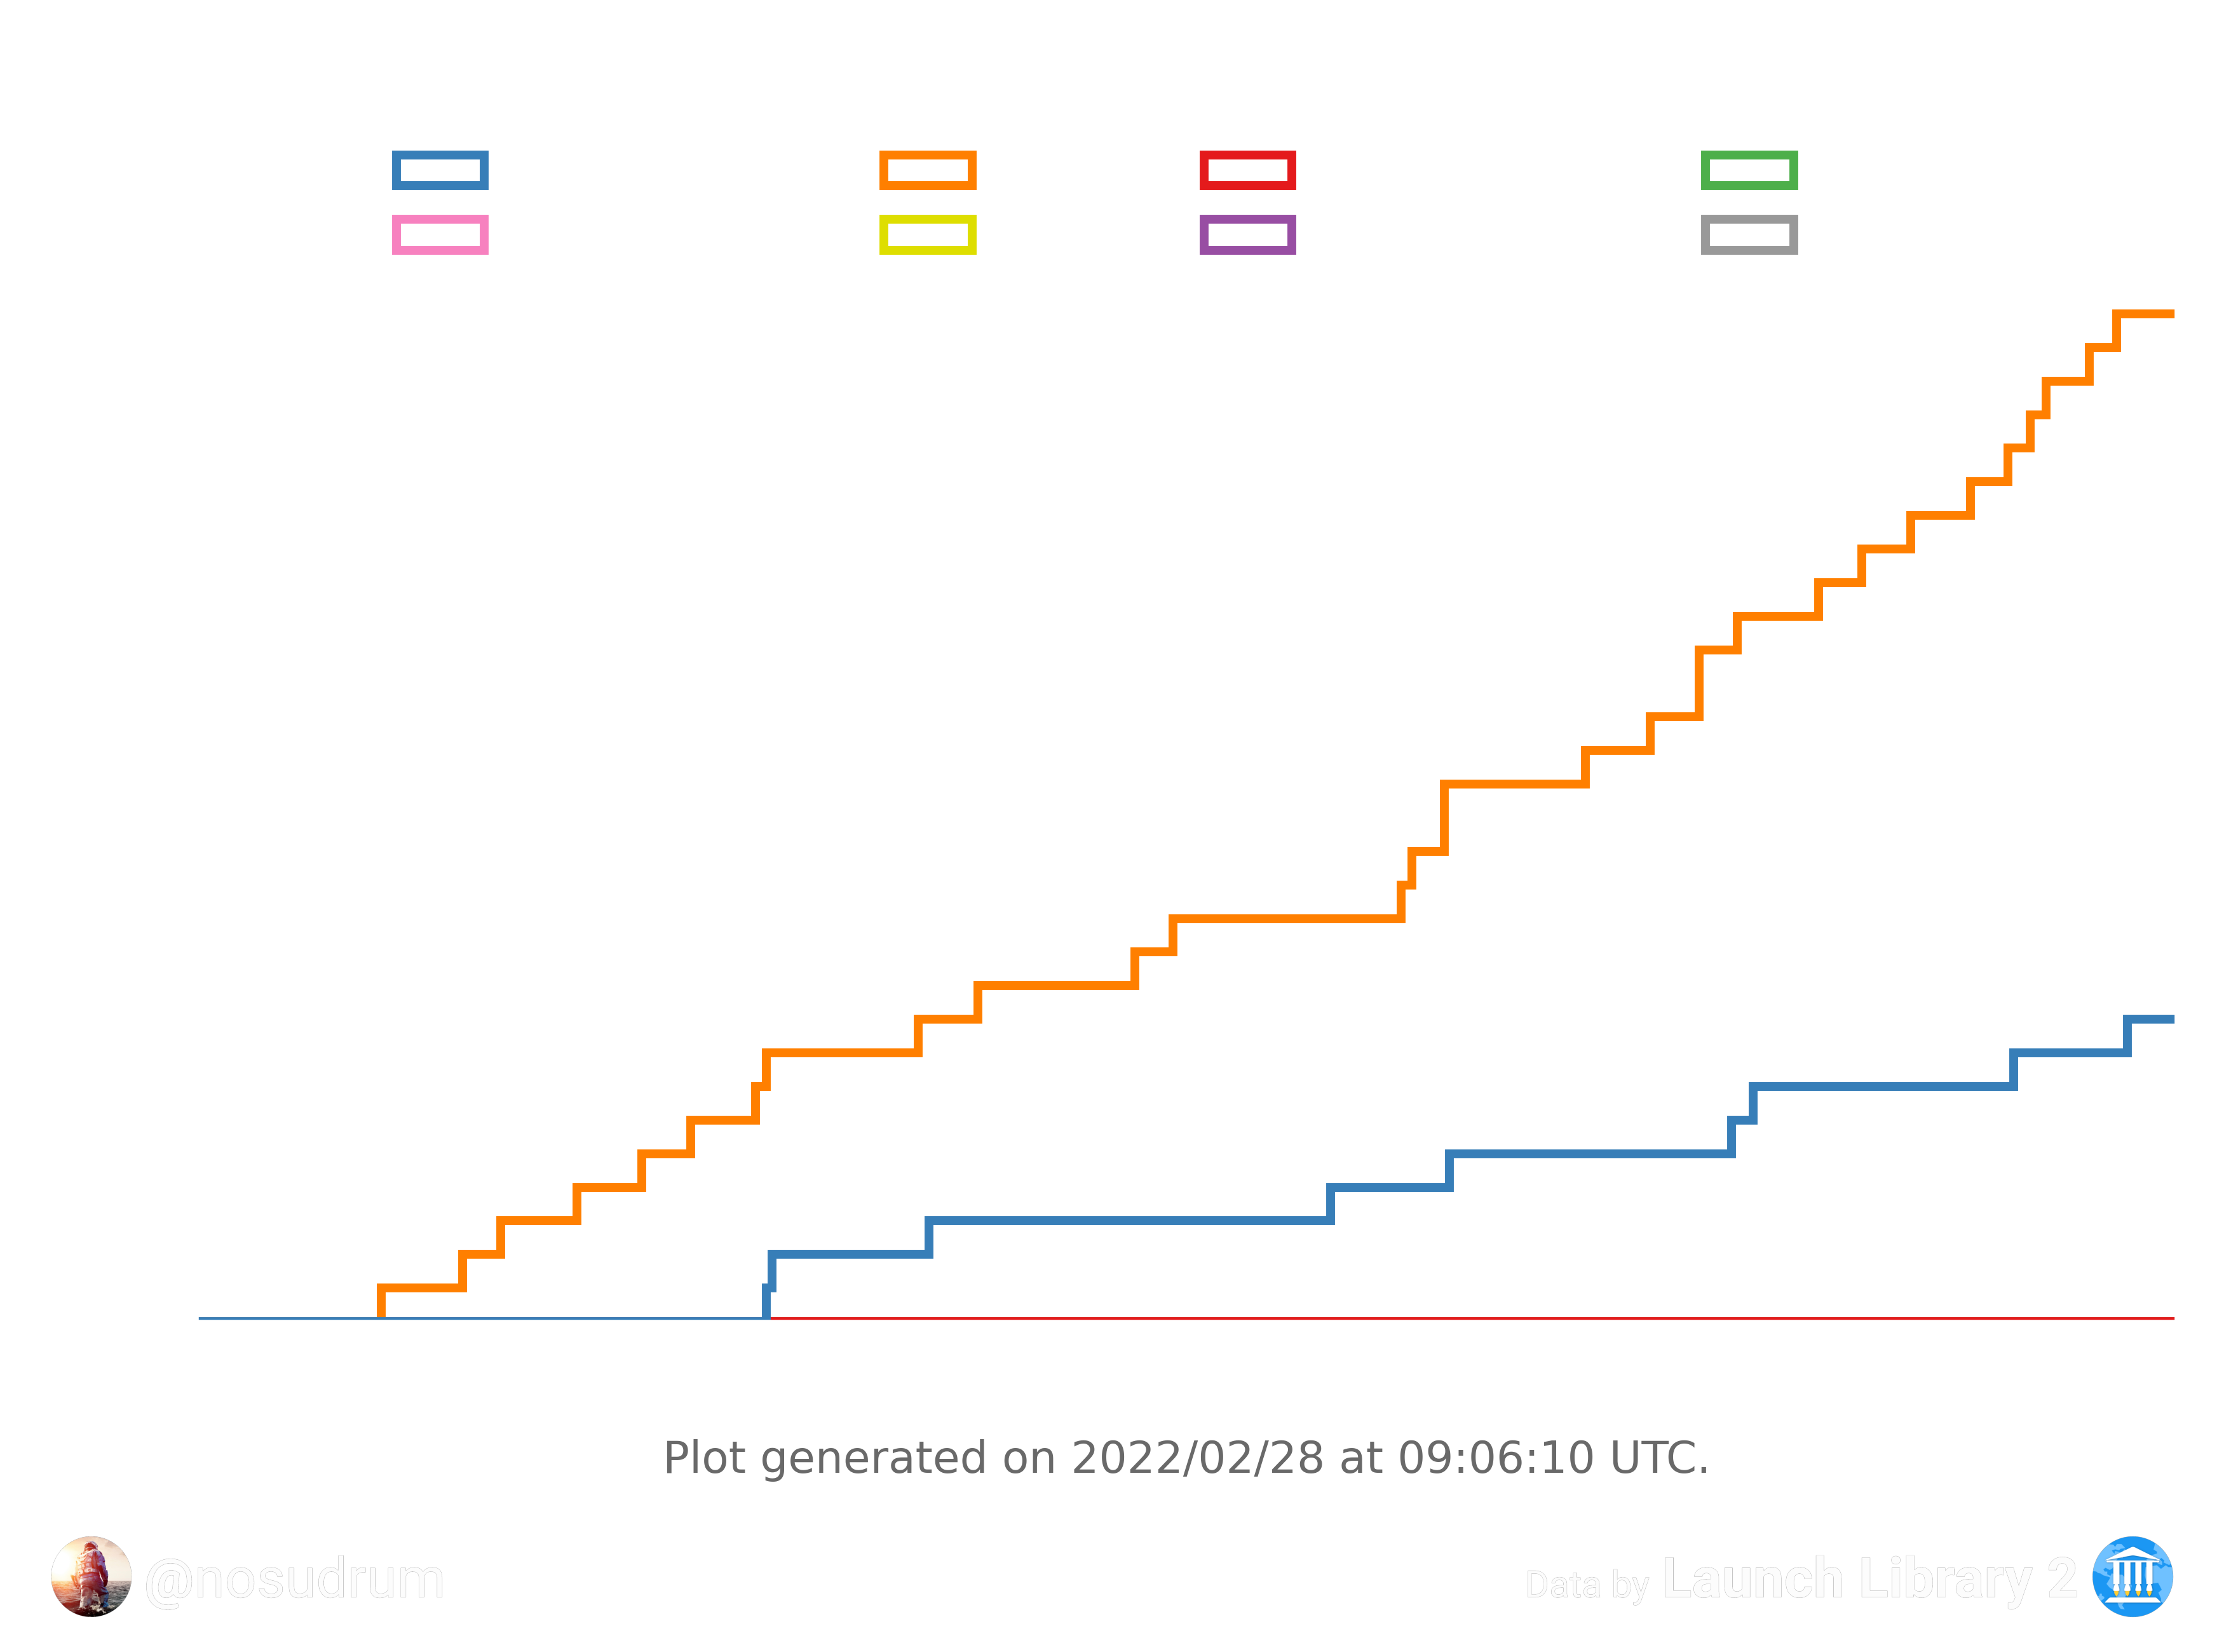 Plot generated on 2022/02/28 at 09:06:10 UTC.
@nosudrum
Data by Launch Library 2